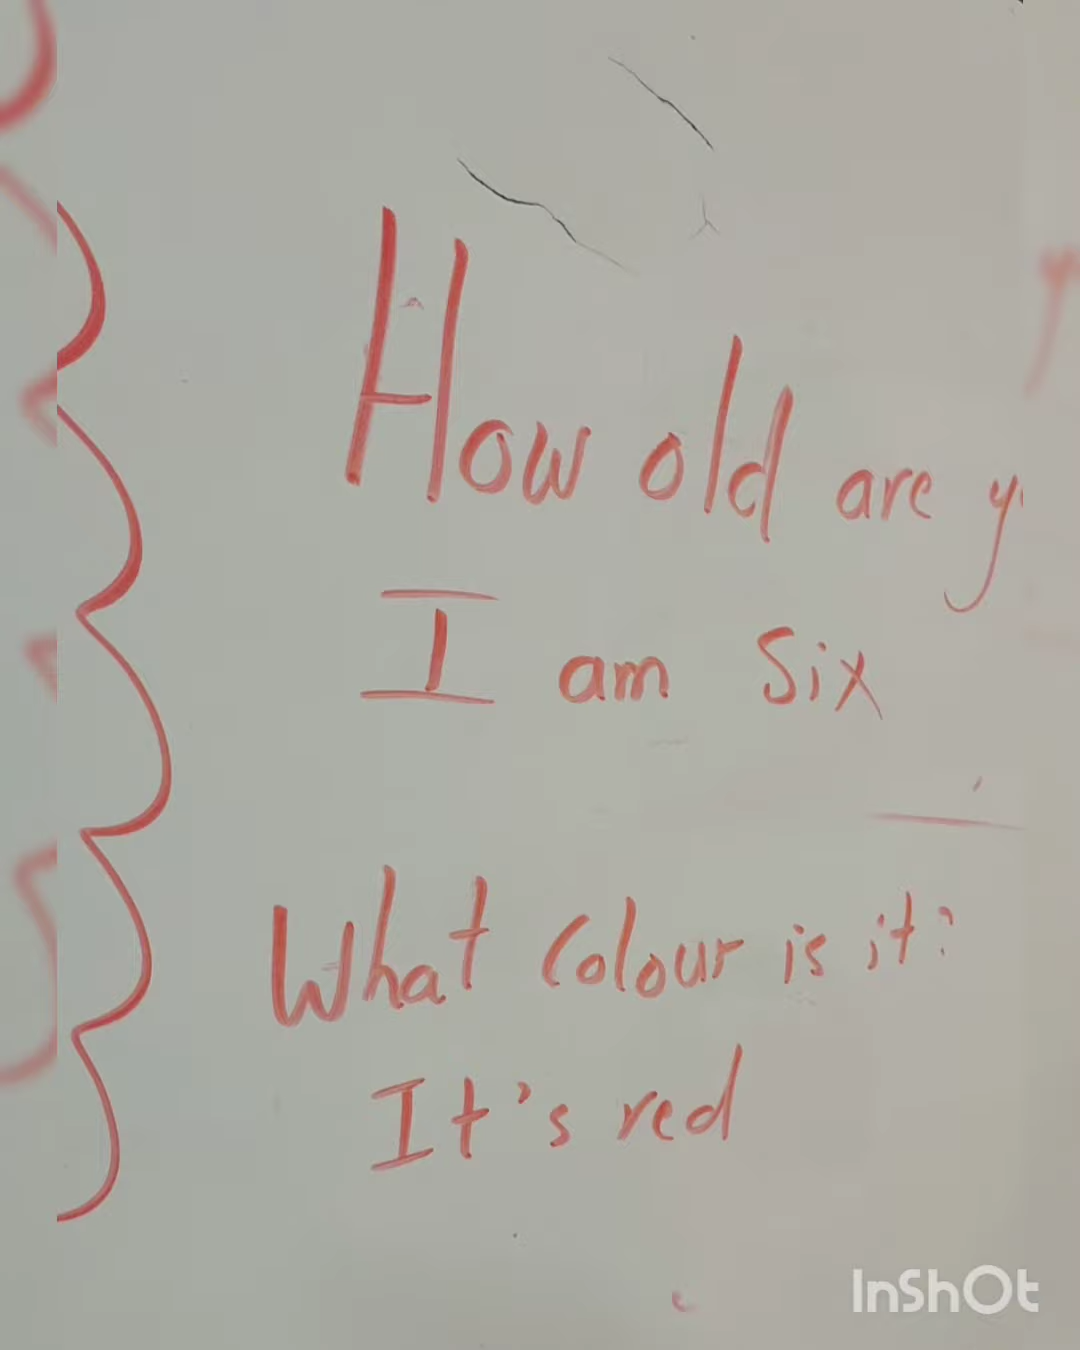 How old are y
I am Six
What Colour is it?
It's red
InShOt